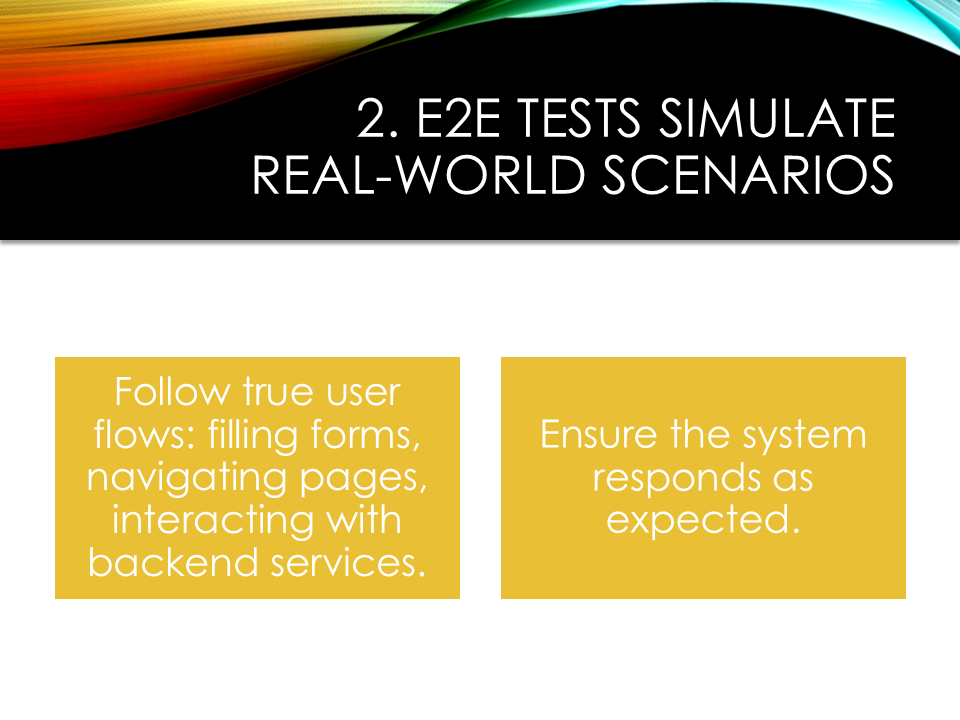 2. E2E TESTS SIMULATE
REAL-WORLD SCENARIOS
Follow true user
flows: filling forms,
navigating pages,
interacting with
backend services.
Ensure the system
responds as
expected.